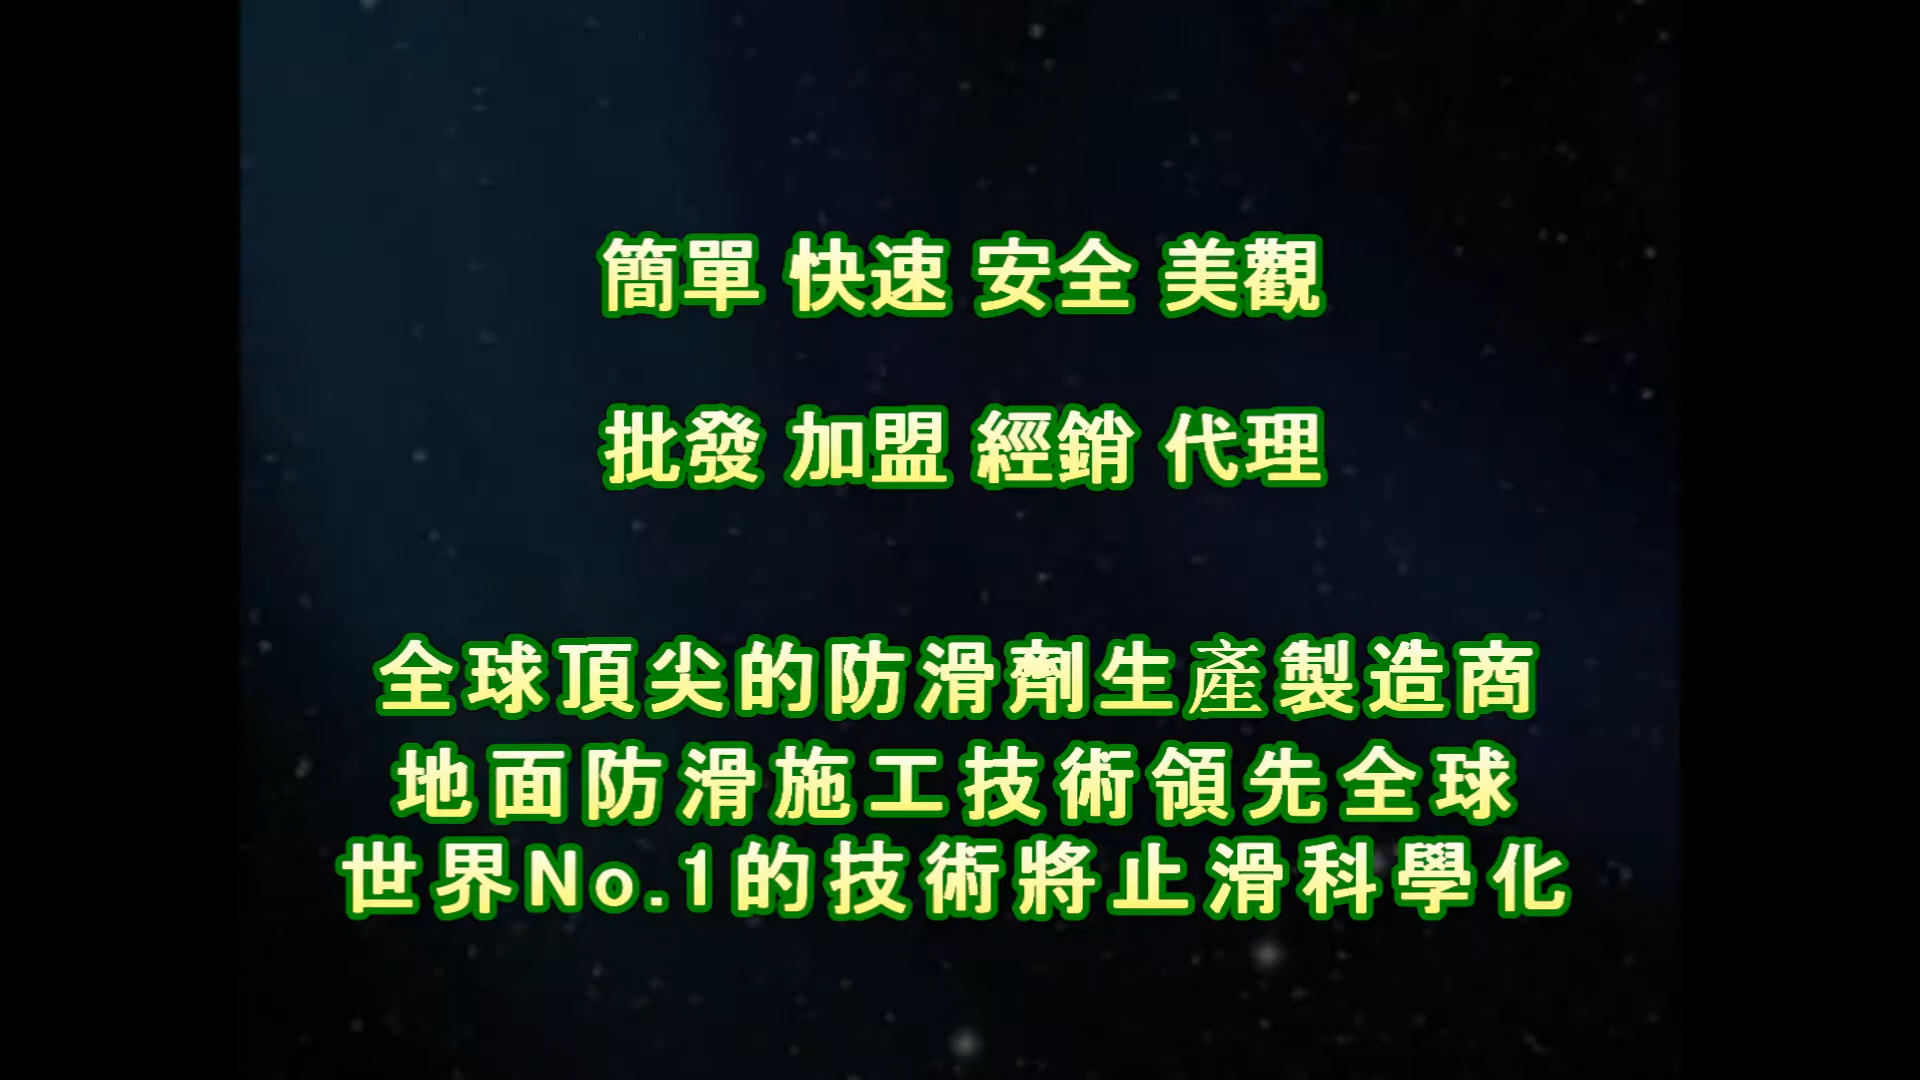 簡單 快速 安全 美觀
批發 加盟 經銷 代理
全球頂尖的防滑劑生產製造商
地面防滑施工技術領先全球
世界No.1的技術將止滑科學化